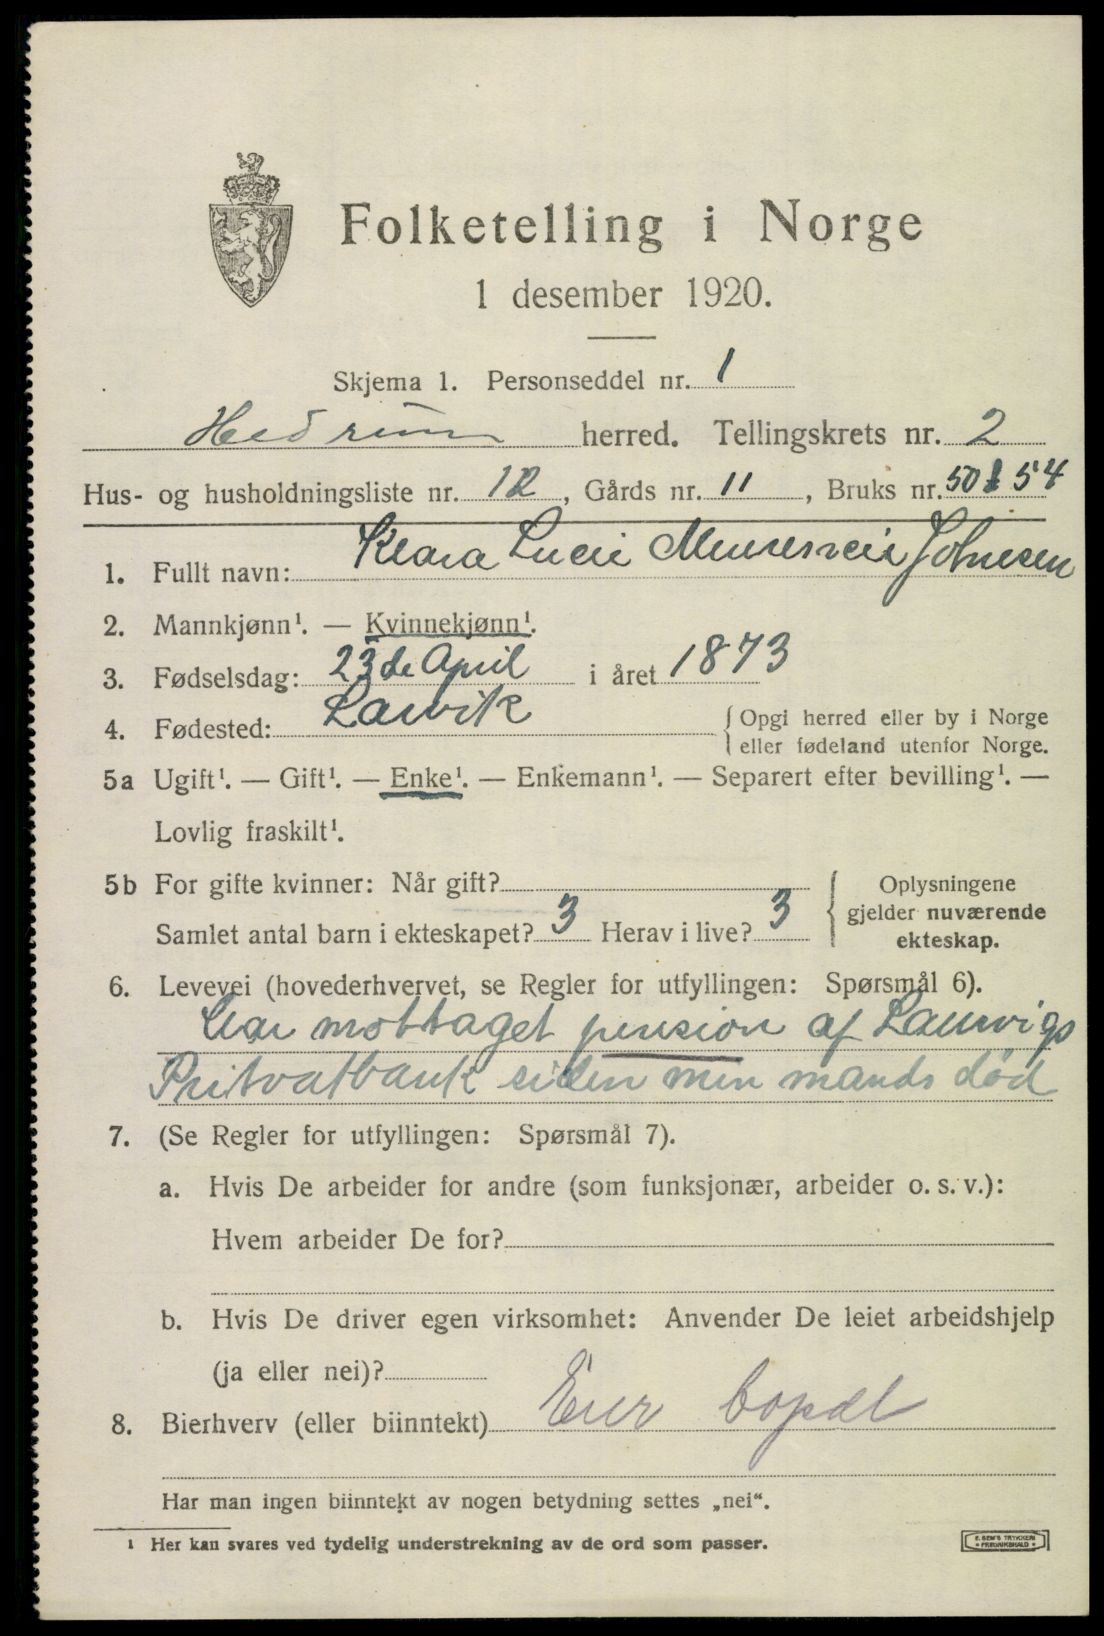 Folketelling i Norge
1 desember 1920.
Skjema 1. Personseddel nr. 1
Hedrum herred. Tellingskrets nr. 2
Hus- og husholdningsliste nr. 12, Gårds nr. 11, Bruks nr. 50 & 54
1. Fullt navn: Klara Lucie Johnesen
2. Mannkjønn¹. — Kvinnekjønn¹.
3. Fødselsdag: 23de April i året 1873
4. Fødested: Larvik {Opgi herred eller by i Norge
eller fødeland utenfor Norge.
5a Ugift¹. — Gift¹. — Enke¹. — Enkemann¹. — Separert efter bevilling¹. —
Lovlig fraskilt¹.
5b For gifte kvinner: Når gift?
Samlet antal barn i ekteskapet? 3 Herav i live? 3
{Oplysningene
gjelder nuværende
ekteskap.
6. Levevei (hovederhvervet, se Regler for utfyllingen: Spørsmål 6).
Har mottaget pension af Laurvigs
Pritvatbank siden min mands død
7. (Se Regler for utfyllingen: Spørsmål 7).
a. Hvis De arbeider for andre (som funksjonær, arbeider o. s. v.):
Hvem arbeider De for?
b. Hvis De driver egen virksomhet: Anvender De leiet arbeidshjelp
(ja eller nei)?
8. Bierhverv (eller biinntekt) Eier bopæl
Har man ingen biinntekt av nogen betydning settes „nei“.
¹ Her kan svares ved tydelig understrekning av de ord som passer.
E. SEM'S TRYKKERI
• FREDRIKSHALD •